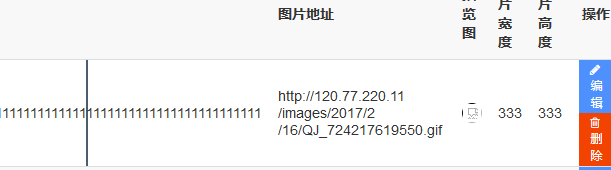 图片地址
览图
片宽度
片高度
操作
http://120.77.220.11
/images/2017/2
/16/QJ_724217619550.gif
333
333
编辑
删除